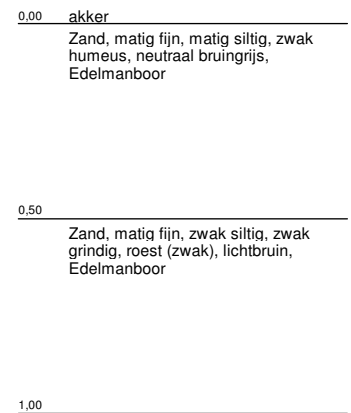 0,00 akker
Zand, matig fijn, matig siltig, zwak
humeus, neutraal bruingrijs,
Edelmanboor
0,50
Zand, matig fijn, zwak siltig, zwak
grindig, roest (zwak), lichtbruin,
Edelmanboor
1,00